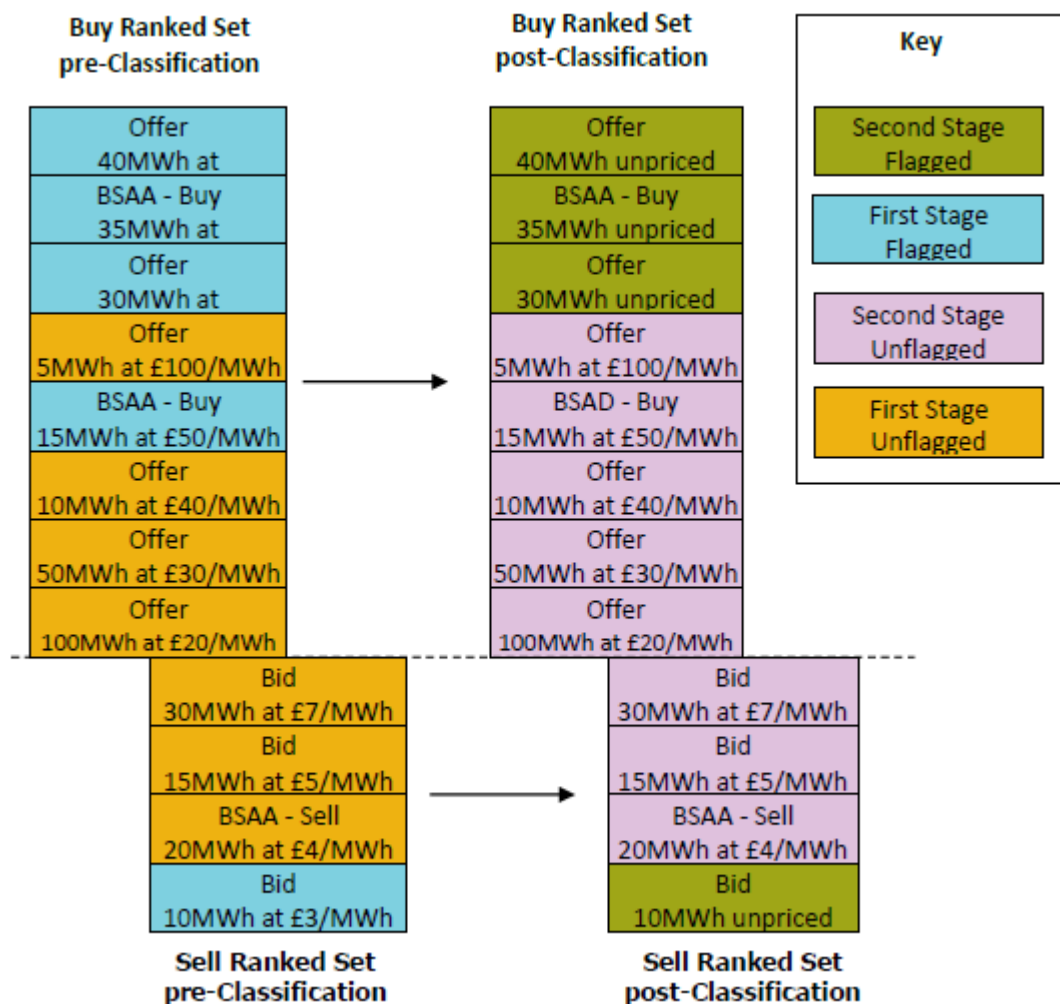 Buy Ranked Set
pre-Classification
Offer
40MWh at
BSAA - Buy
35MWh at
Offer
30MWh at
Offer
5MWh at £100/MWh
BSAA - Buy
15MWh at £50/MWh
Offer
10MWh at £40/MWh
Offer
50MWh at £30/MWh
Offer
100MWh at £20/MWh
Buy Ranked Set
post-Classification
Offer
40MWh unpriced
BSAA - Buy
35MWh unpriced
Offer
30MWh unpriced
Offer
5MWh at £100/MWh
BSAD - Buy
15MWh at £50/MWh
Offer
10MWh at £40/MWh
Offer
50MWh at £30/MWh
Offer
100MWh at £20/MWh
Key
Second Stage
Flagged
First Stage
Flagged
Second Stage
Unflagged
First Stage
Unflagged
Bid
30MWh at £7/MWh
Bid
15MWh at £5/MWh
BSAA - Sell
20MWh at £4/MWh
Bid
10MWh at £3/MWh
Sell Ranked Set
pre-Classification
Bid
30MWh at £7/MWh
Bid
15MWh at £5/MWh
BSAA - Sell
20MWh at £4/MWh
Bid
10MWh unpriced
Sell Ranked Set
post-Classification